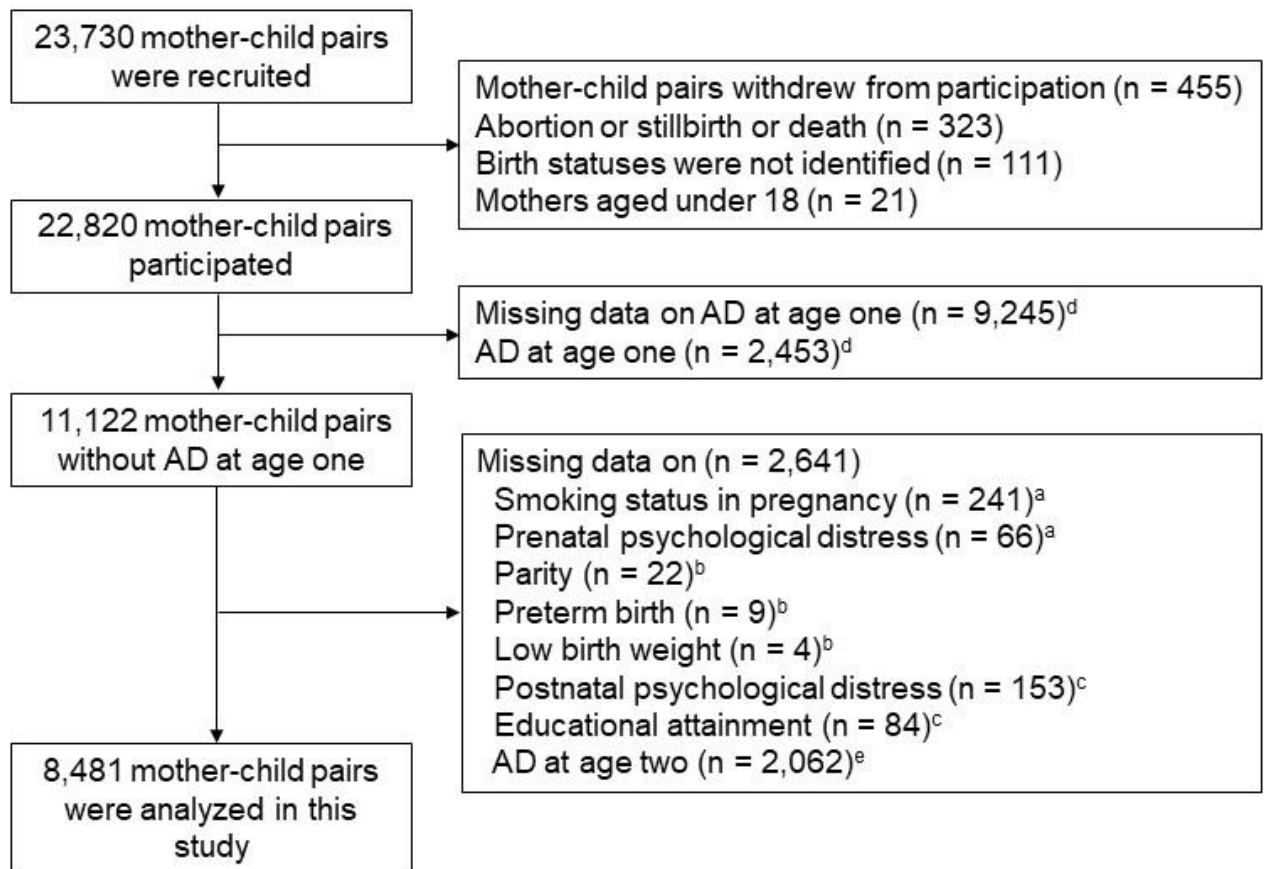 23,730 mother-child pairs
were recruited
Mother-child pairs withdrew from participation (n = 455)
Abortion or stillbirth or death (n = 323)
Birth statuses were not identified (n = 111)
Mothers aged under 18 (n = 21)
22,820 mother-child pairs
participated
Missing data on AD at age one (n = 9,245)ᵈ
AD at age one (n = 2,453)ᵈ
11,122 mother-child pairs
without AD at age one
Missing data on (n = 2,641)
Smoking status in pregnancy (n = 241)ᵃ
Prenatal psychological distress (n = 66)ᵃ
Parity (n = 22)ᵇ
Preterm birth (n = 9)ᵇ
Low birth weight (n = 4)ᵇ
Postnatal psychological distress (n = 153)ᶜ
Educational attainment (n = 84)ᶜ
AD at age two (n = 2,062)ᵉ
8,481 mother-child pairs
were analyzed in this
study